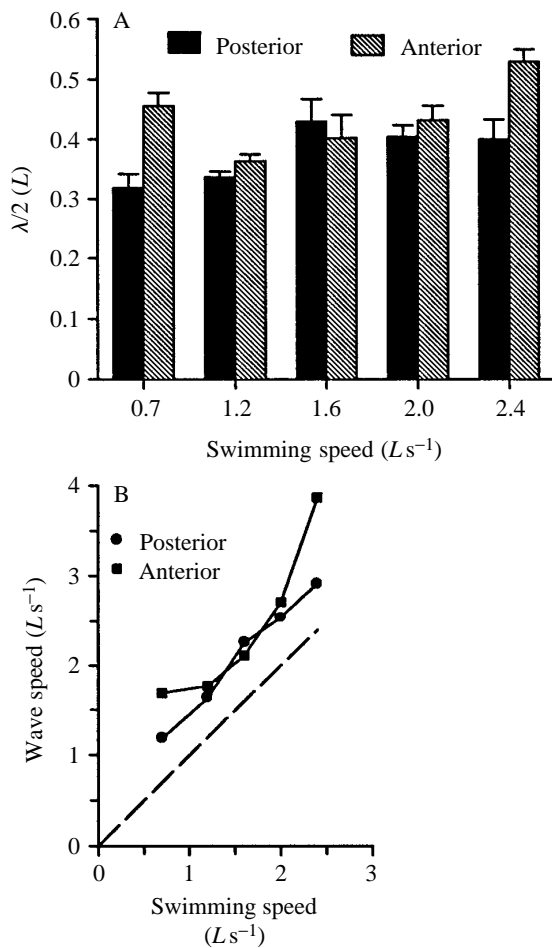 A
Posterior
Anterior
0.6
0.5
0.4
0.3
0.2
0.1
0
λ/2 (L)
0.7 1.2 1.6 2.0 2.4
Swimming speed (L s⁻¹)
B
Posterior
Anterior
4
3
2
1
0
Wave speed (L s⁻¹)
0 1 2 3
Swimming speed
(L s⁻¹)